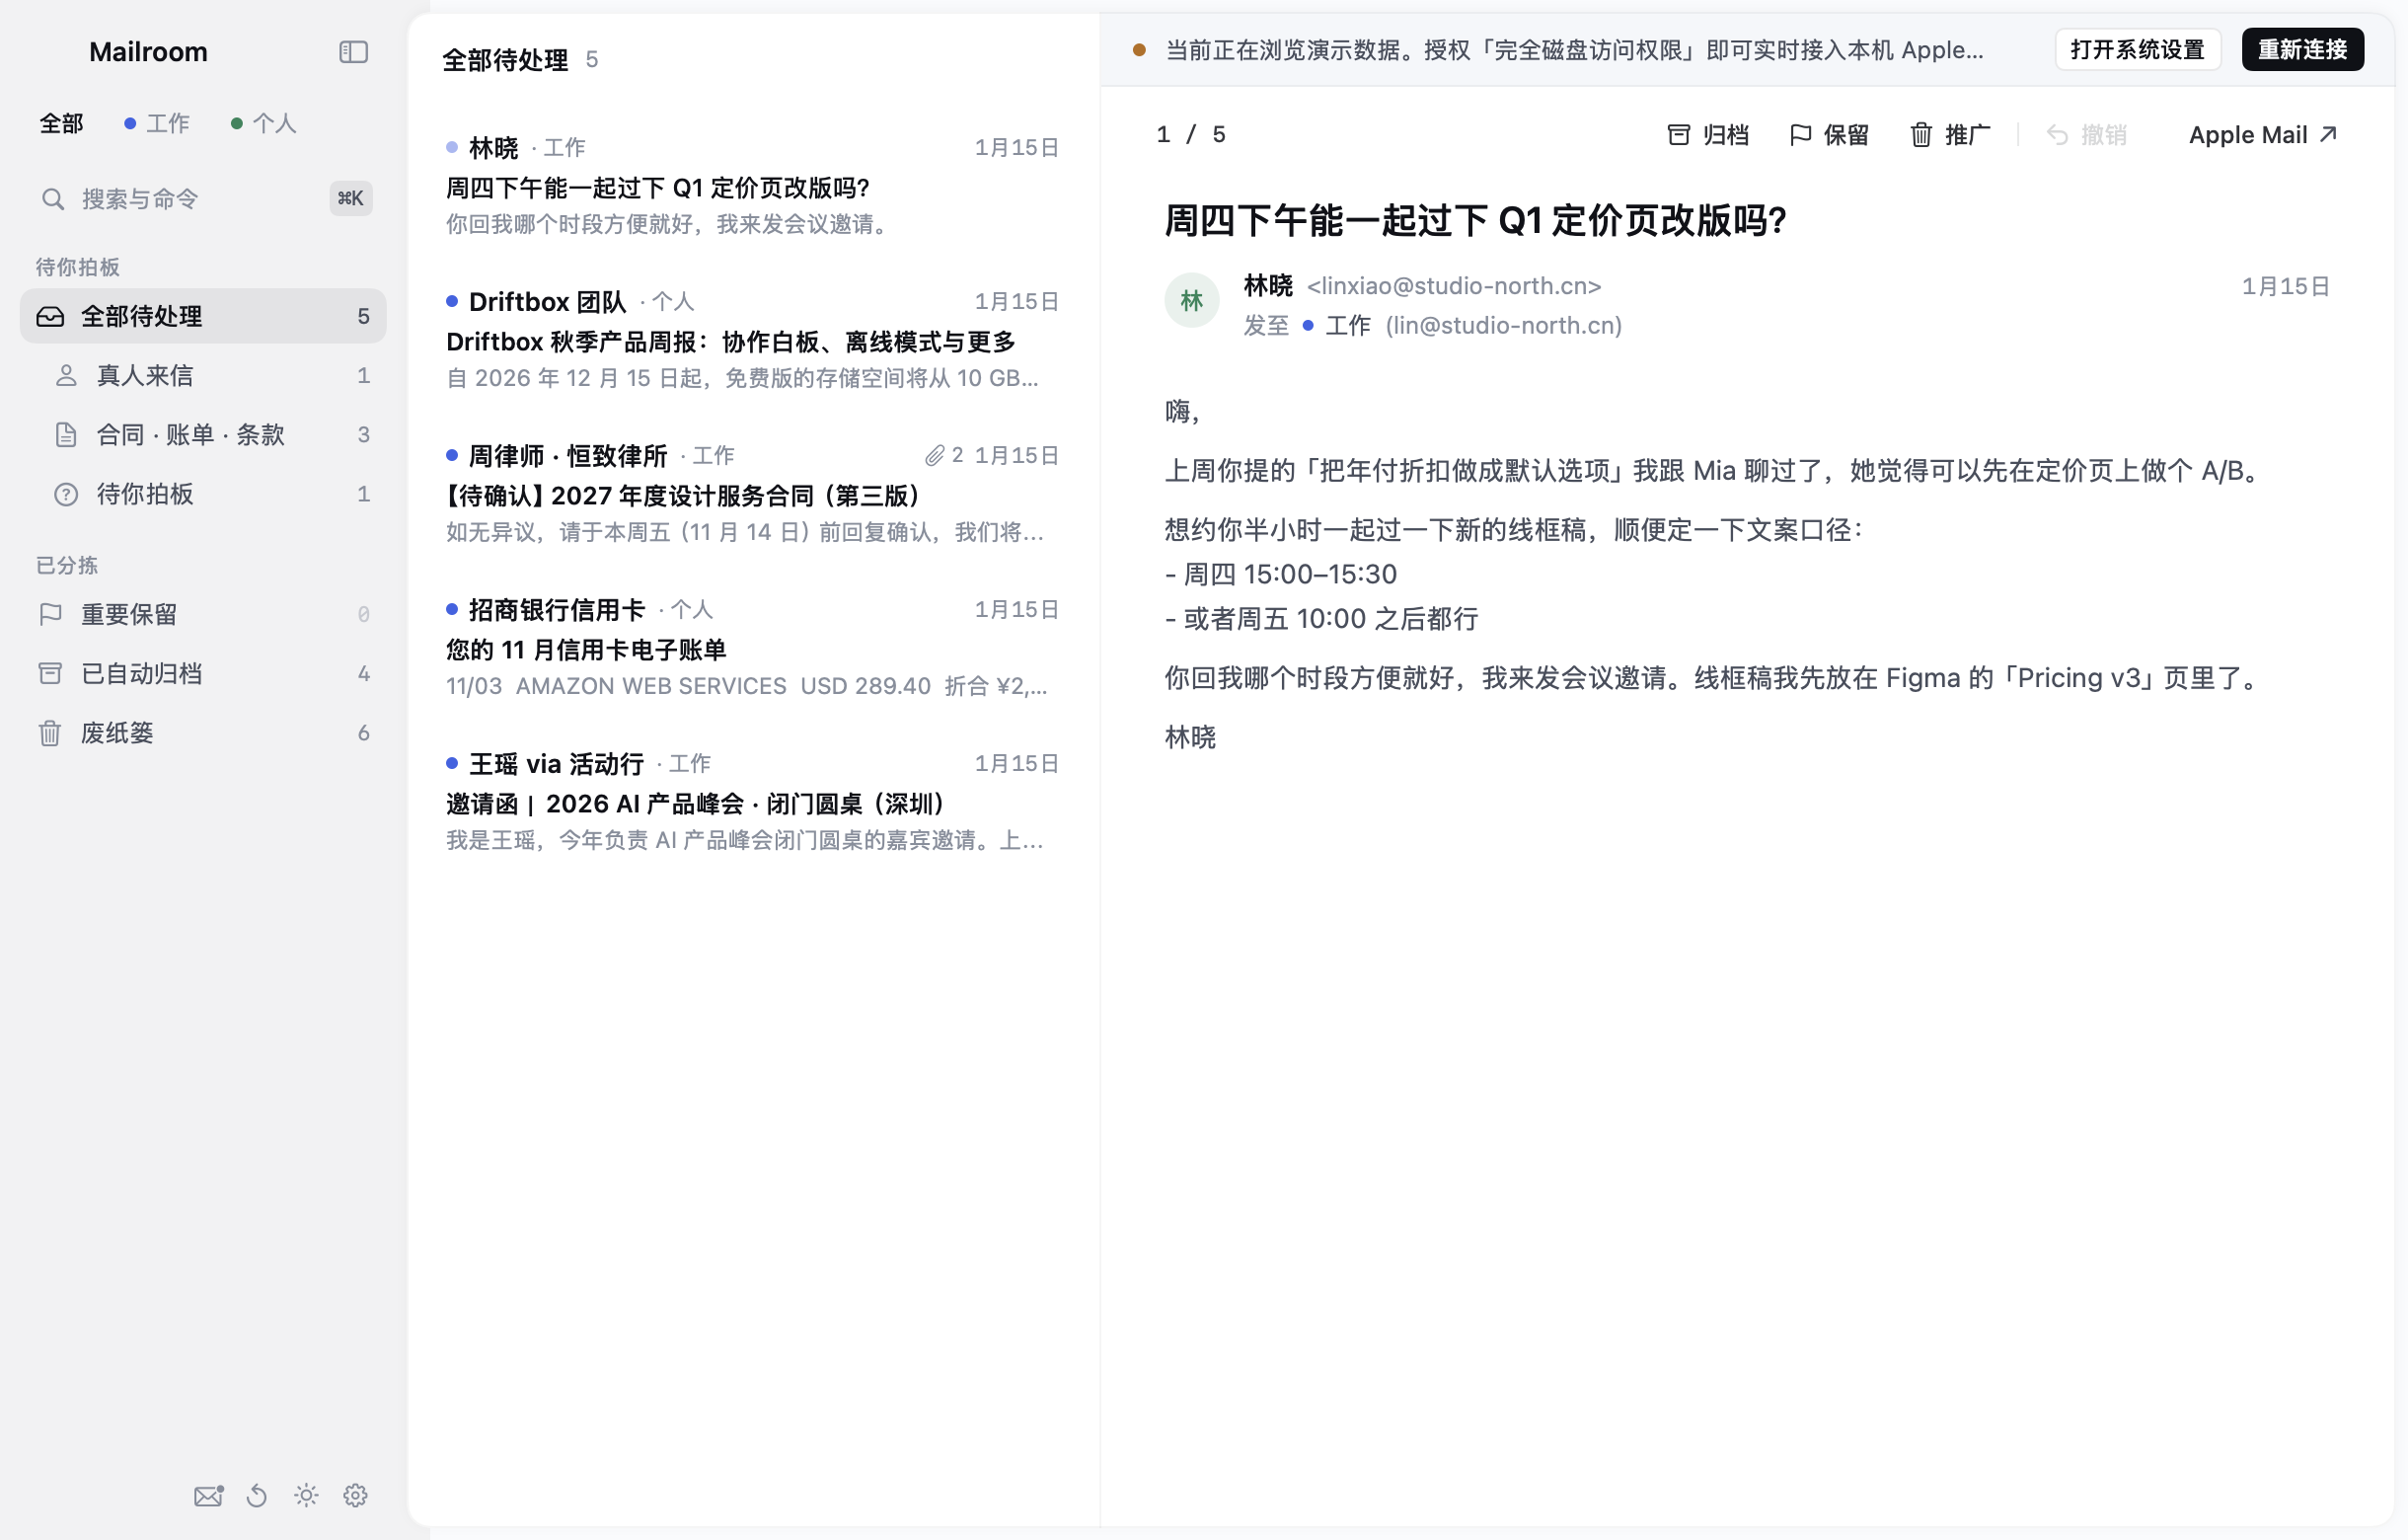 Mailroom
全部 工作 个人
搜索与命令 ⌘K
待你拍板
全部待处理 5
真人来信 1
合同 · 账单 · 条款 3
待你拍板 1
已分拣
重要保留 0
已自动归档 4
废纸篓 6
全部待处理 5
林晓 · 工作 1月15日
周四下午能一起过下 Q1 定价页改版吗？
你回我哪个时段方便就好，我来发会议邀请。
Driftbox 团队 · 个人 1月15日
Driftbox 秋季产品周报：协作白板、离线模式与更多
自 2026 年 12 月 15 日起，免费版的存储空间将从 10 GB...
周律师 · 恒致律所 · 工作 2 1月15日
【待确认】2027 年度设计服务合同（第三版）
如无异议，请于本周五（11 月 14 日）前回复确认，我们将...
招商银行信用卡 · 个人 1月15日
您的 11 月信用卡电子账单
11/03 AMAZON WEB SERVICES USD 289.40 折合 ¥2,...
王瑶 via 活动行 · 工作 1月15日
邀请函 | 2026 AI 产品峰会 · 闭门圆桌（深圳）
我是王瑶，今年负责 AI 产品峰会闭门圆桌的嘉宾邀请。上...
当前正在浏览演示数据。授权「完全磁盘访问权限」即可实时接入本机 Apple... 打开系统设置 重新连接
1 / 5 归档 保留 推广 撤销 Apple Mail
周四下午能一起过下 Q1 定价页改版吗？
林
林晓 <linxiao@studio-north.cn> 1月15日
发至 工作 (lin@studio-north.cn)
嗨，
上周你提的「把年付折扣做成默认选项」我跟 Mia 聊过了，她觉得可以先在定价页上做个 A/B。
想约你半小时一起过一下新的线框稿，顺便定一下文案口径：
- 周四 15:00–15:30
- 或者周五 10:00 之后都行
你回我哪个时段方便就好，我来发会议邀请。线框稿我先放在 Figma 的「Pricing v3」页里了。
林晓